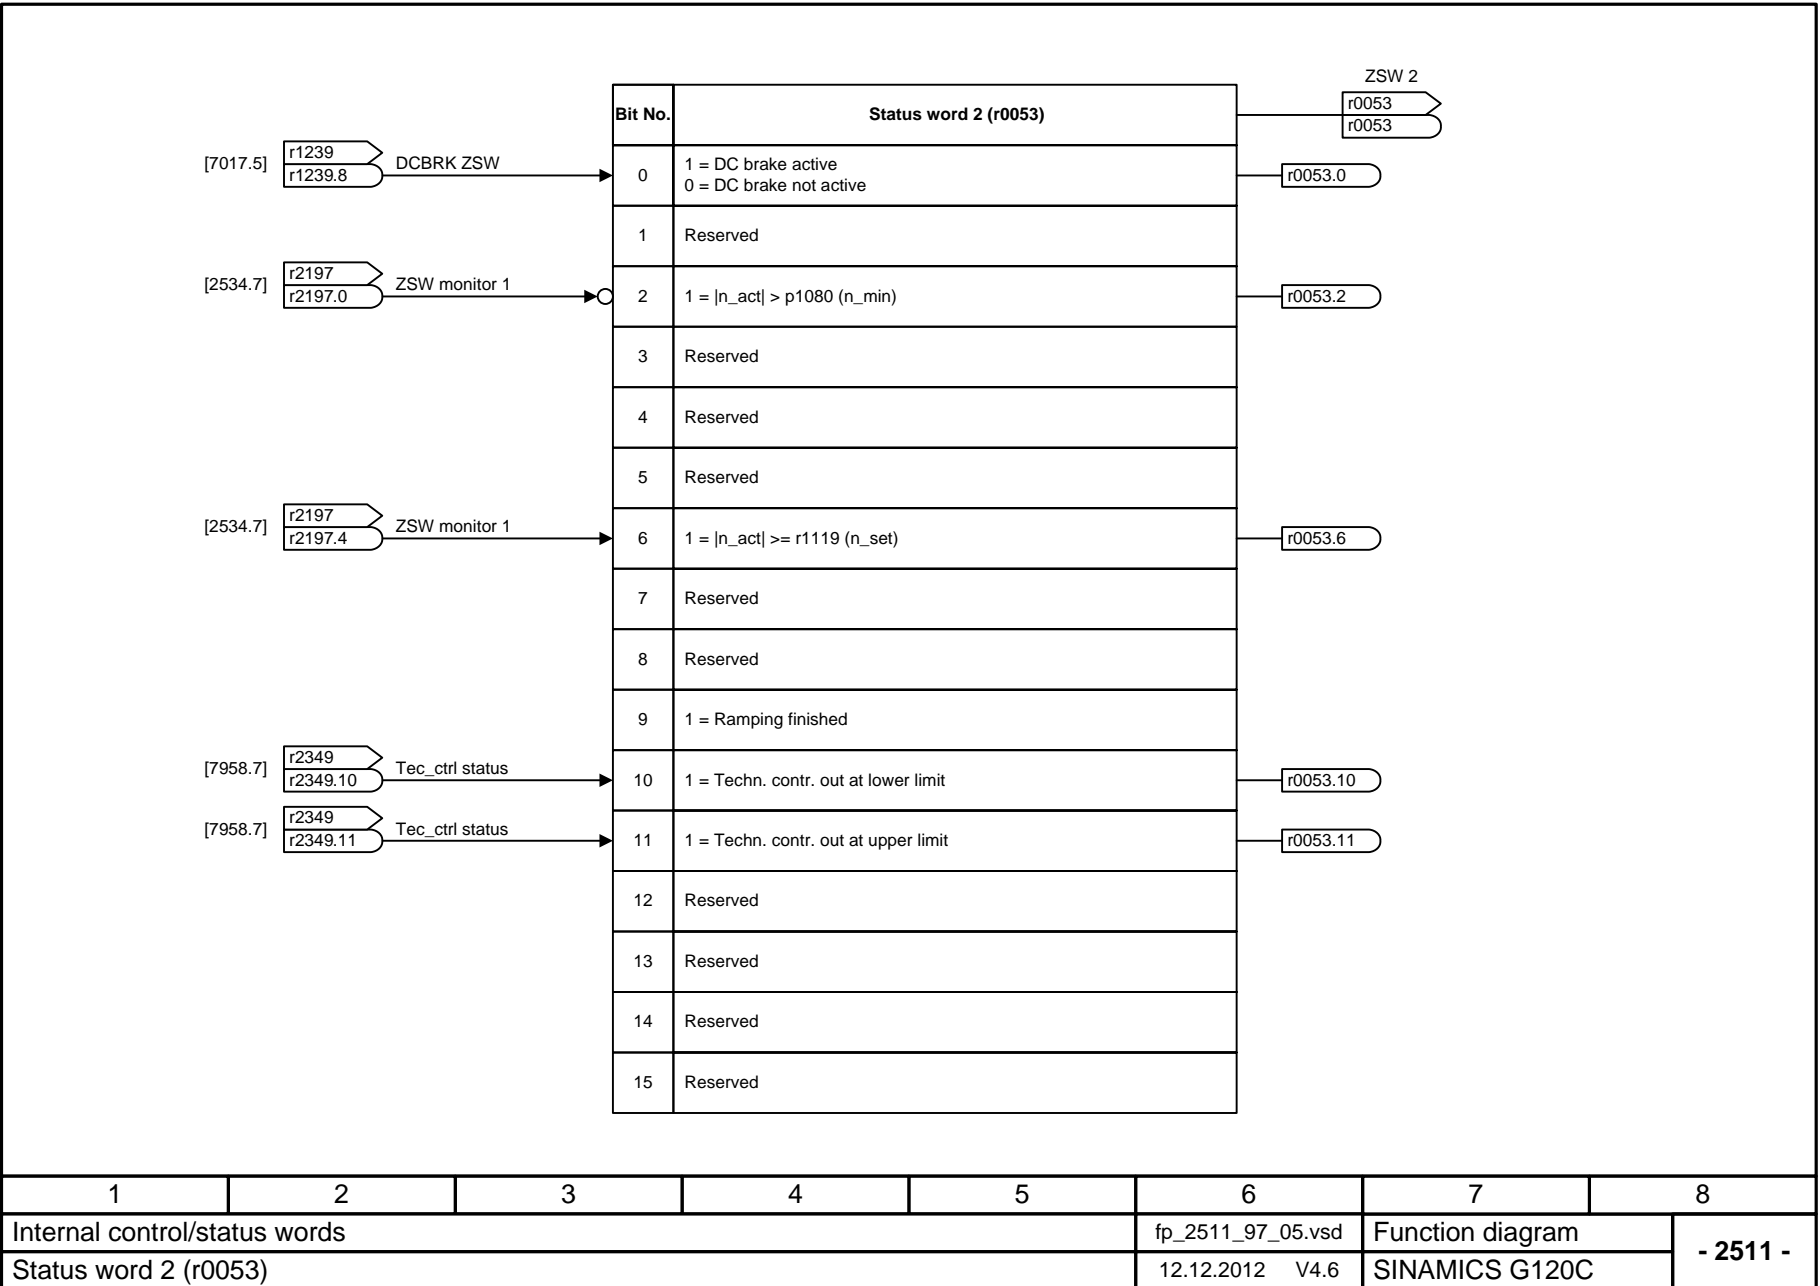 ZSW 2
Bit No. Status word 2 (r0053) r0053
r0053
[7017.5] r1239 DCBRK ZSW
r1239.8
0 1 = DC brake active
0 = DC brake not active
r0053.0
1 Reserved
[2534.7] r2197 ZSW monitor 1
r2197.0
2 1 = |n_act| > p1080 (n_min) r0053.2
3 Reserved
4 Reserved
5 Reserved
[2534.7] r2197 ZSW monitor 1
r2197.4
6 1 = |n_act| >= r1119 (n_set) r0053.6
7 Reserved
8 Reserved
9 1 = Ramping finished
[7958.7] r2349 Tec_ctrl status
r2349.10
10 1 = Techn. contr. out at lower limit r0053.10
[7958.7] r2349 Tec_ctrl status
r2349.11
11 1 = Techn. contr. out at upper limit r0053.11
12 Reserved
13 Reserved
14 Reserved
15 Reserved
1 2 3 4 5 6 7 8
Internal control/status words fp_2511_97_05.vsd Function diagram
- 2511 -
Status word 2 (r0053) 12.12.2012 V4.6 SINAMICS G120C